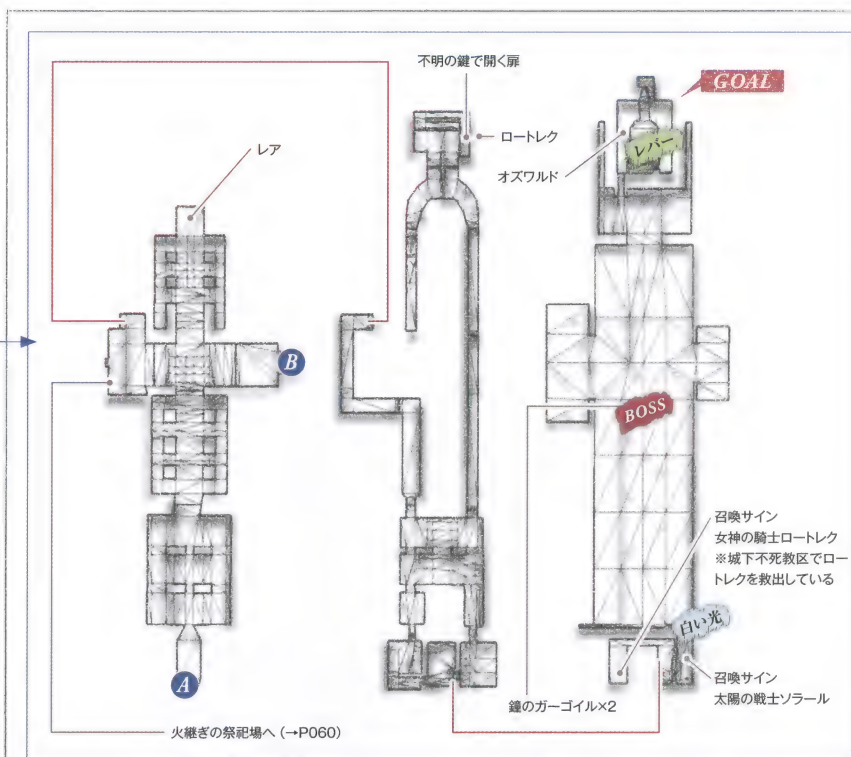 不明の鍵で開く扉
GOAL
ロートレク
レバー
レア
オズワルド
B
BOSS
召喚サイン
女神の騎士ロートレク
※城下不死教区でロー
トレクを救出している
白い光
A
召喚サイン
太陽の戦士ソラール
鐘のガーゴイル×2
火継ぎの祭祀場へ（→P060）